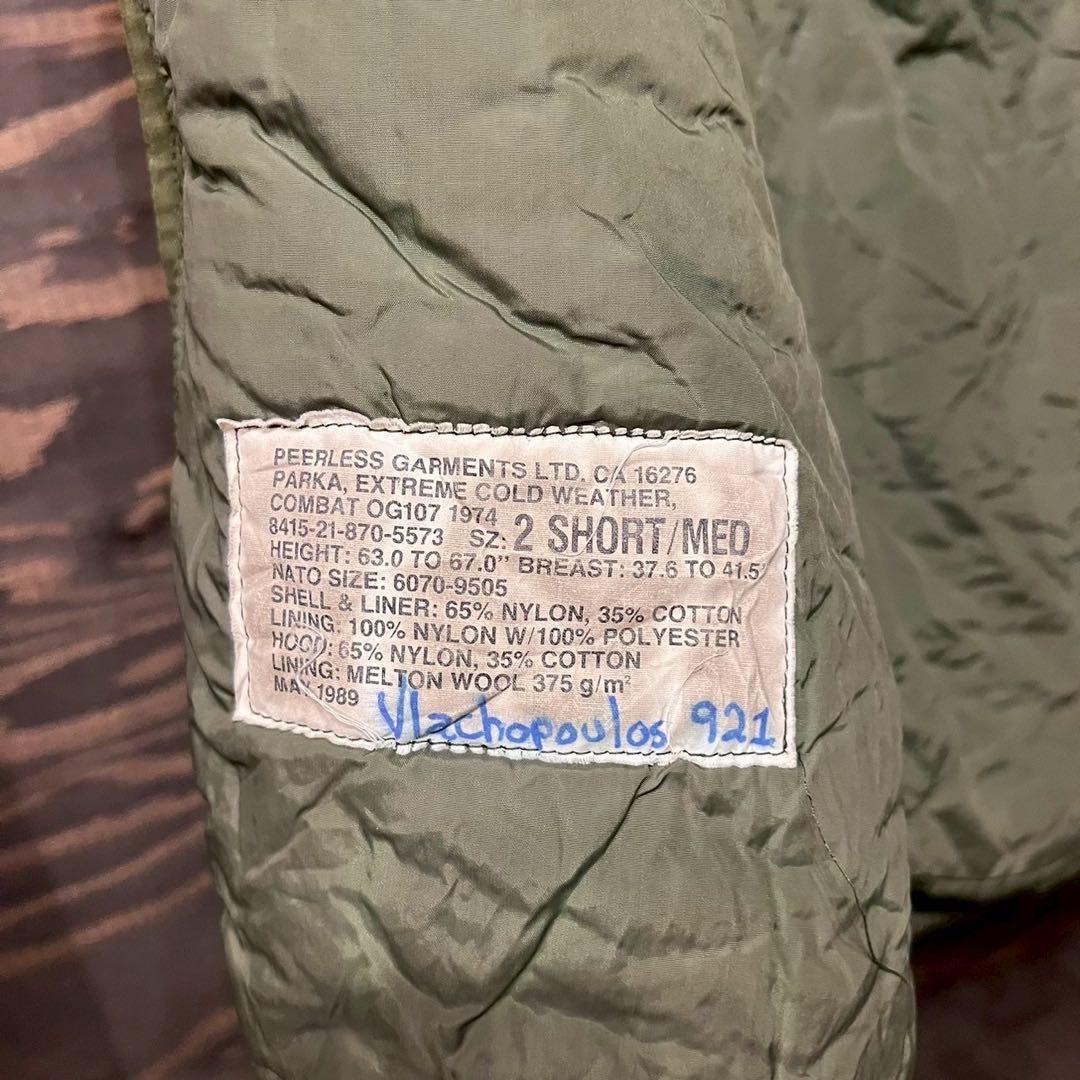 PEERLESS GARMENTS LTD. CA 16276
PARKA, EXTREME COLD WEATHER,
COMBAT OG107 1974
8415-21-870-5573 SZ: 2 SHORT/MED
HEIGHT: 63.0 TO 67.0" BREAST: 37.6 TO 41.5"
NATO SIZE: 6070-9505
SHELL & LINER: 65% NYLON, 35% COTTON
LINING: 100% NYLON W/100% POLYESTER
HOOD: 65% NYLON, 35% COTTON
LINING: MELTON WOOL 375 g/m²
MAY 1989
Vlachopoulos 921